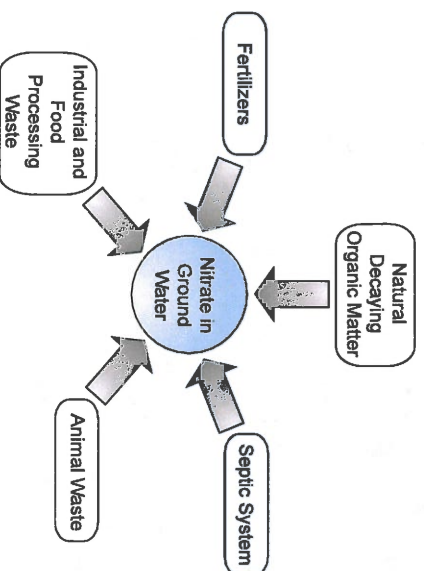 Natural
Decaying
Organic Matter
Fertilizers
Septic System
Nitrate in
Ground
Water
Industrial and
Food
Processing
Waste
Animal Waste